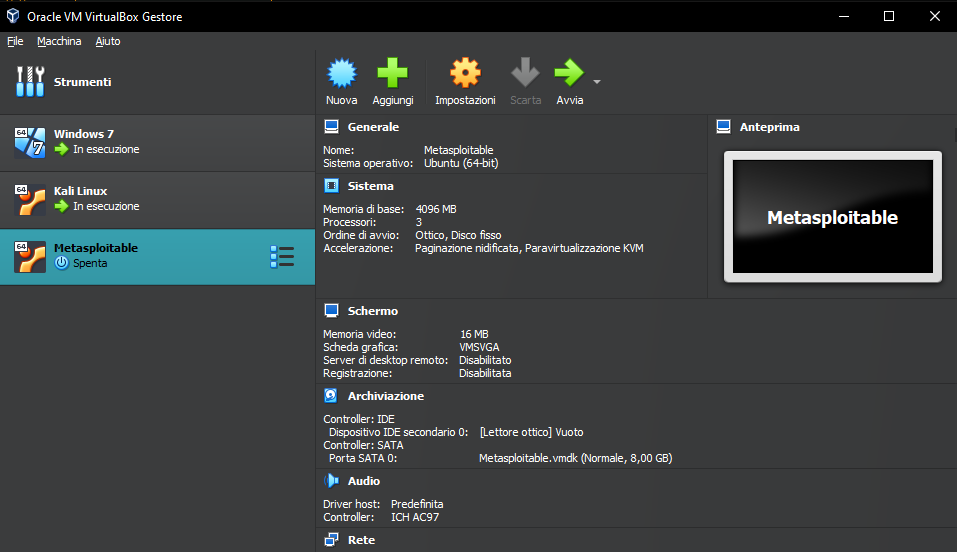 Oracle VM VirtualBox Gestore
File Macchina Aiuto
Strumenti
Nuova Aggiungi Impostazioni Scarta Avvia
64 7 Windows 7
In esecuzione
64 Kali Linux
In esecuzione
64 Metasploitable
Spenta
Generale
Nome: Metasploitable
Sistema operativo: Ubuntu (64-bit)
Anteprima
Metasploitable
Sistema
Memoria di base: 4096 MB
Processori: 3
Ordine di avvio: Ottico, Disco fisso
Accelerazione: Paginazione nidificata, Paravirtualizzazione KVM
Schermo
Memoria video: 16 MB
Scheda grafica: VMSVGA
Server di desktop remoto: Disabilitato
Registrazione: Disabilitata
Archiviazione
Controller: IDE
Dispositivo IDE secondario 0: [Lettore ottico] Vuoto
Controller: SATA
Porta SATA 0: Metasploitable.vmdk (Normale, 8,00 GB)
Audio
Driver host: Predefinita
Controller: ICH AC97
Rete